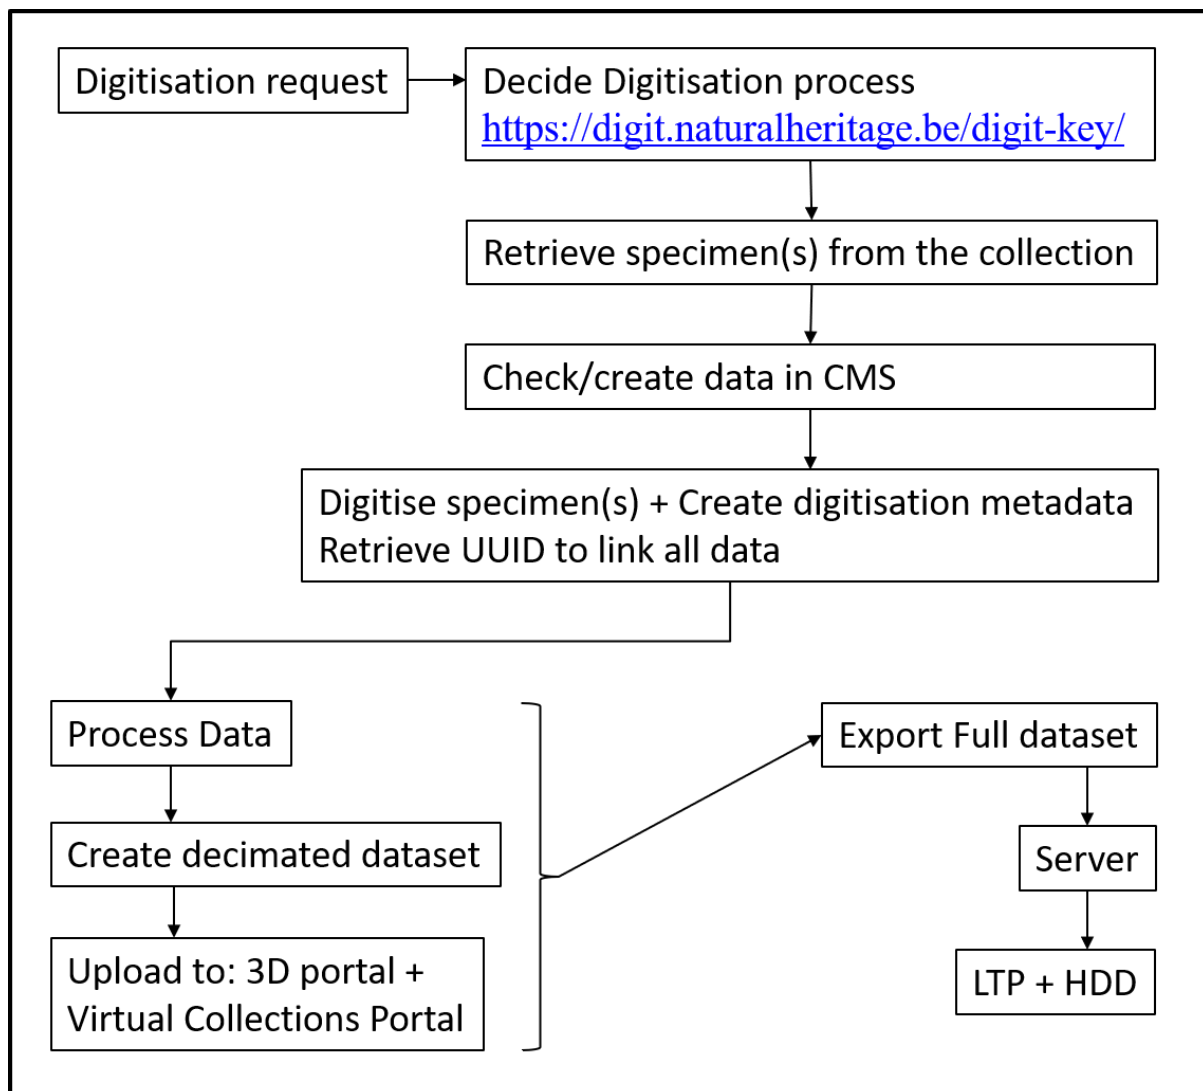 Digitisation request
Decide Digitisation process
https://digit.naturalheritage.be/digit-key/
Retrieve specimen(s) from the collection
Check/create data in CMS
Digitise specimen(s) + Create digitisation metadata
Retrieve UUID to link all data
Process Data
Create decimated dataset
Upload to: 3D portal +
Virtual Collections Portal
Export Full dataset
Server
LTP + HDD